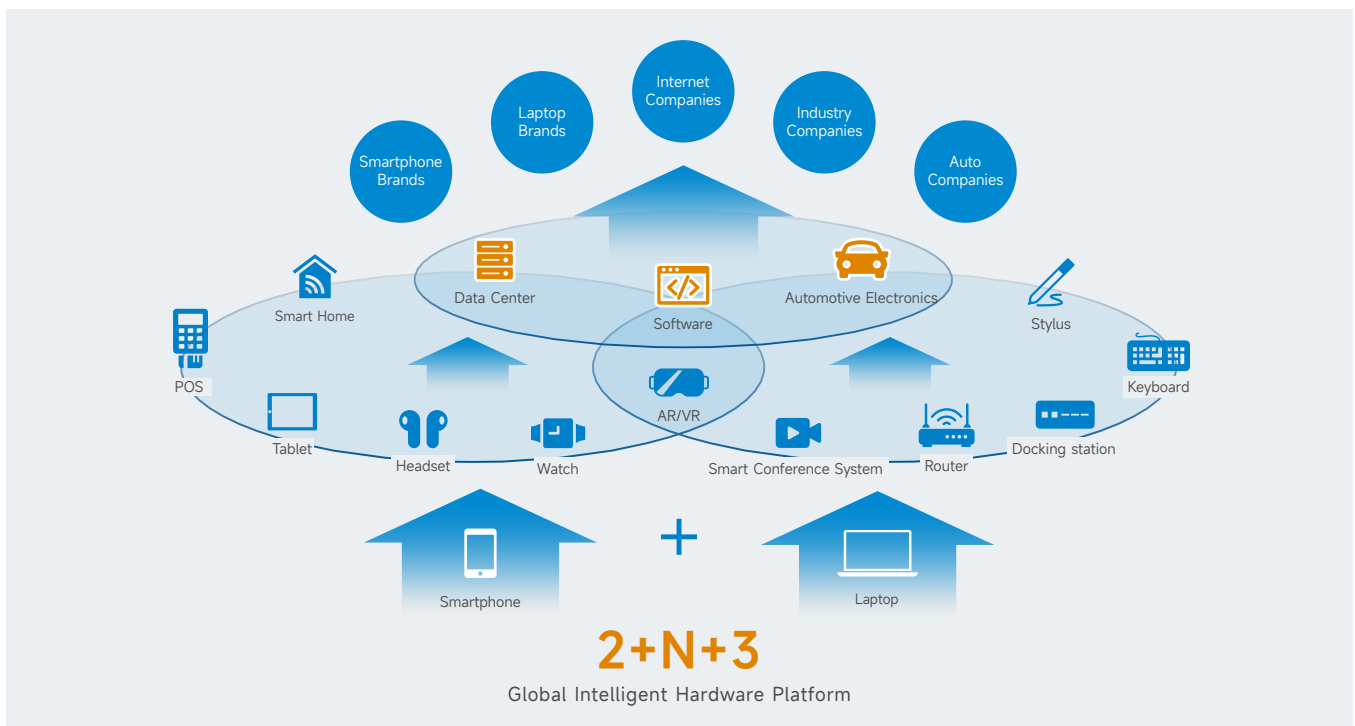 Internet
Companies
Laptop
Brands
Industry
Companies
Smartphone
Brands
Auto
Companies
Data Center
Software
Automotive Electronics
Smart Home
Stylus
POS
Keyboard
AR/VR
Tablet
Headset
Watch
Smart Conference System
Router
Docking station
Smartphone
Laptop
2+N+3
Global Intelligent Hardware Platform